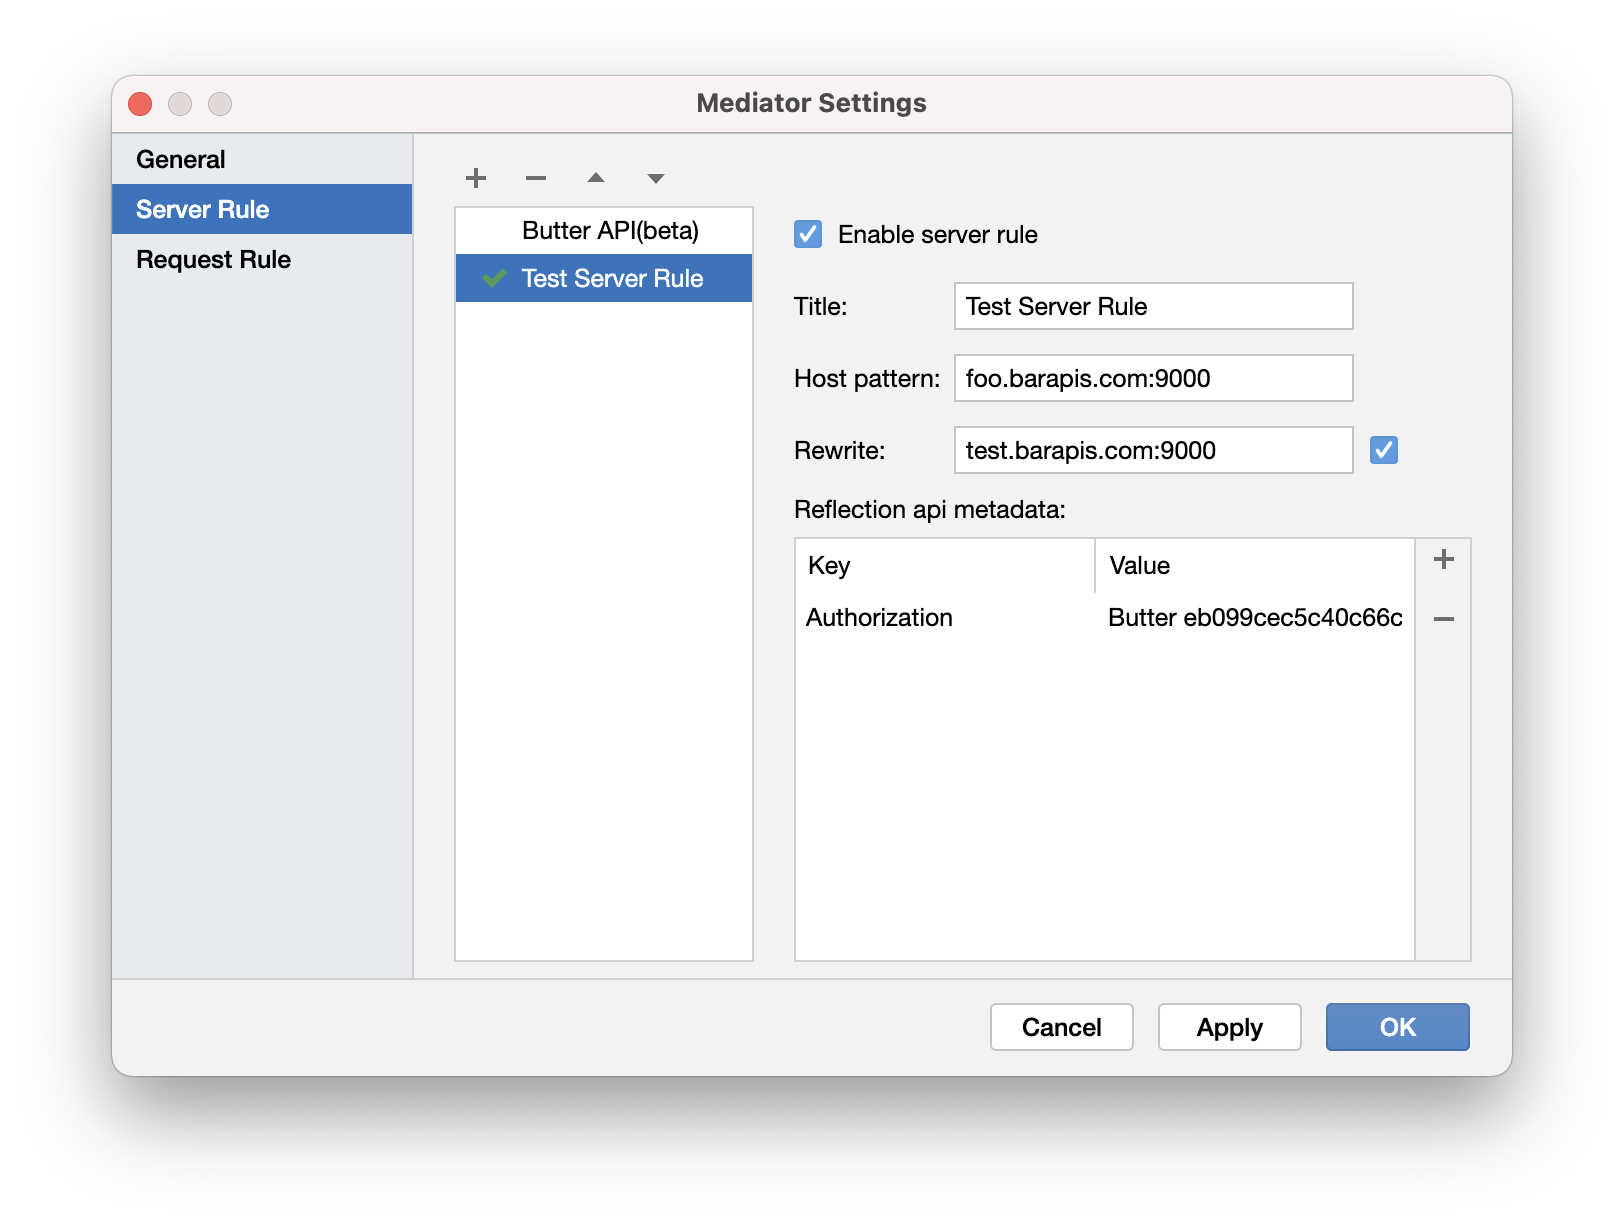 Mediator Settings
General
Server Rule
Request Rule
Butter API(beta)
Test Server Rule
Enable server rule
Title:
Test Server Rule
Host pattern:
foo.barapis.com:9000
Rewrite:
test.barapis.com:9000
Reflection api metadata:
Key Value
Authorization Butter eb099cec5c40c66c
Cancel Apply OK